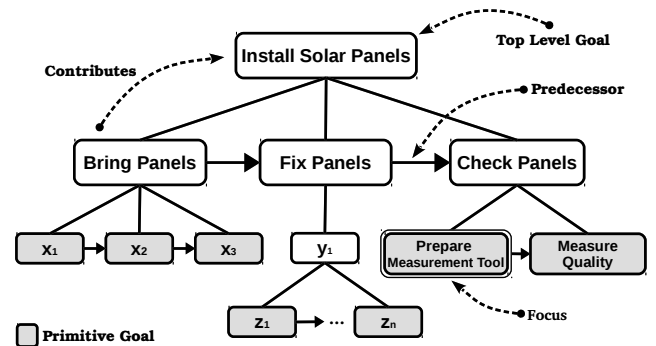 Top Level Goal
Install Solar Panels
Contributes
Predecessor
Bring Panels
Fix Panels
Check Panels
x1
x2
x3
y1
Prepare
Measurement Tool
Measure
Quality
z1
...
zn
Focus
Primitive Goal